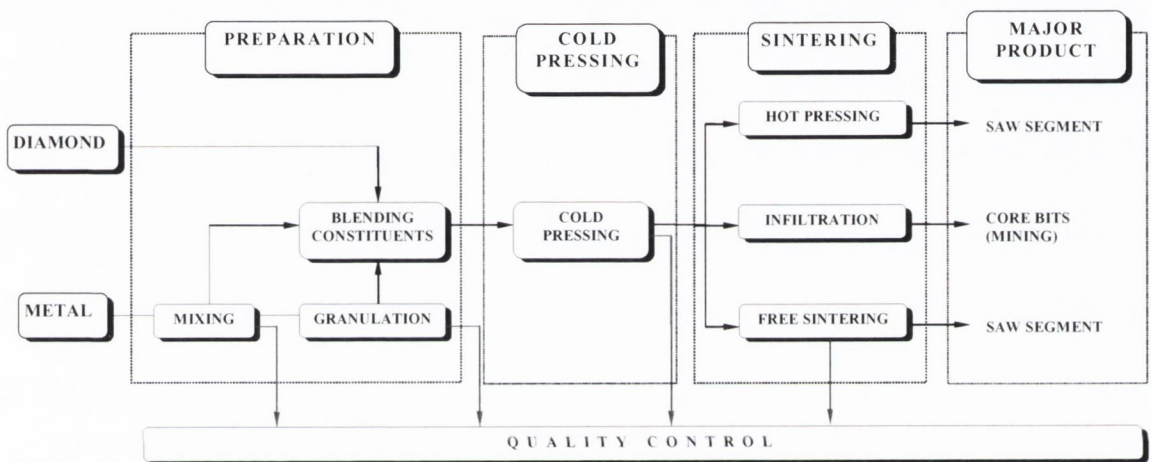 PREPARATION
COLD
PRESSING
SINTERING
MAJOR
PRODUCT
DIAMOND
HOT PRESSING
SAW SEGMENT
BLENDING
CONSTITUENTS
COLD
PRESSING
INFILTRATION
CORE BITS
(MINING)
METAL
MIXING
GRANULATION
FREE SINTERING
SAW SEGMENT
QUALITY CONTROL